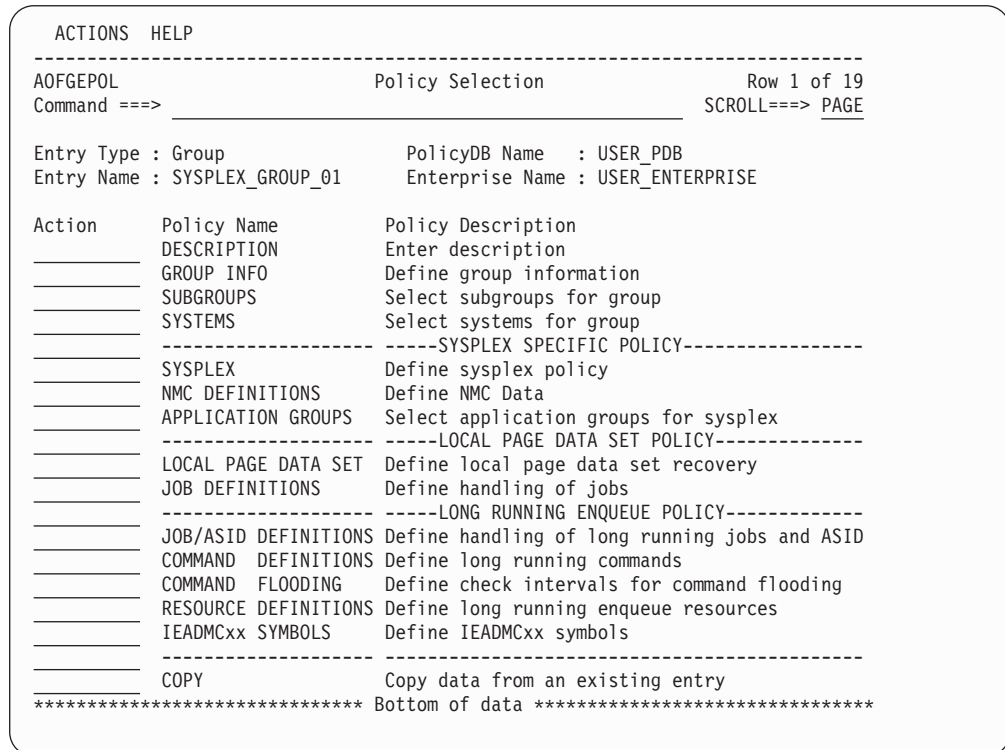 ACTIONS HELP
-------------------------------------------------------------------------------
AOFGEPOL Policy Selection Row 1 of 19
Command ===> SCROLL===> PAGE
Entry Type : Group PolicyDB Name : USER_PDB
Entry Name : SYSPLEX_GROUP_01 Enterprise Name : USER_ENTERPRISE
Action Policy Name Policy Description
DESCRIPTION Enter description
GROUP INFO Define group information
SUBGROUPS Select subgroups for group
SYSTEMS Select systems for group
-------------------- -----SYSPLEX SPECIFIC POLICY-----------------
SYSPLEX Define sysplex policy
NMC DEFINITIONS Define NMC Data
APPLICATION GROUPS Select application groups for sysplex
-------------------- -----LOCAL PAGE DATA SET POLICY--------------
LOCAL PAGE DATA SET Define local page data set recovery
JOB DEFINITIONS Define handling of jobs
-------------------- -----LONG RUNNING ENQUEUE POLICY-------------
JOB/ASID DEFINITIONS Define handling of long running jobs and ASID
COMMAND DEFINITIONS Define long running commands
COMMAND FLOODING Define check intervals for command flooding
RESOURCE DEFINITIONS Define long running enqueue resources
IEADMCxx SYMBOLS Define IEADMCxx symbols
-------------------- ---------------------------------------------
COPY Copy data from an existing entry
******************************* Bottom of data ********************************